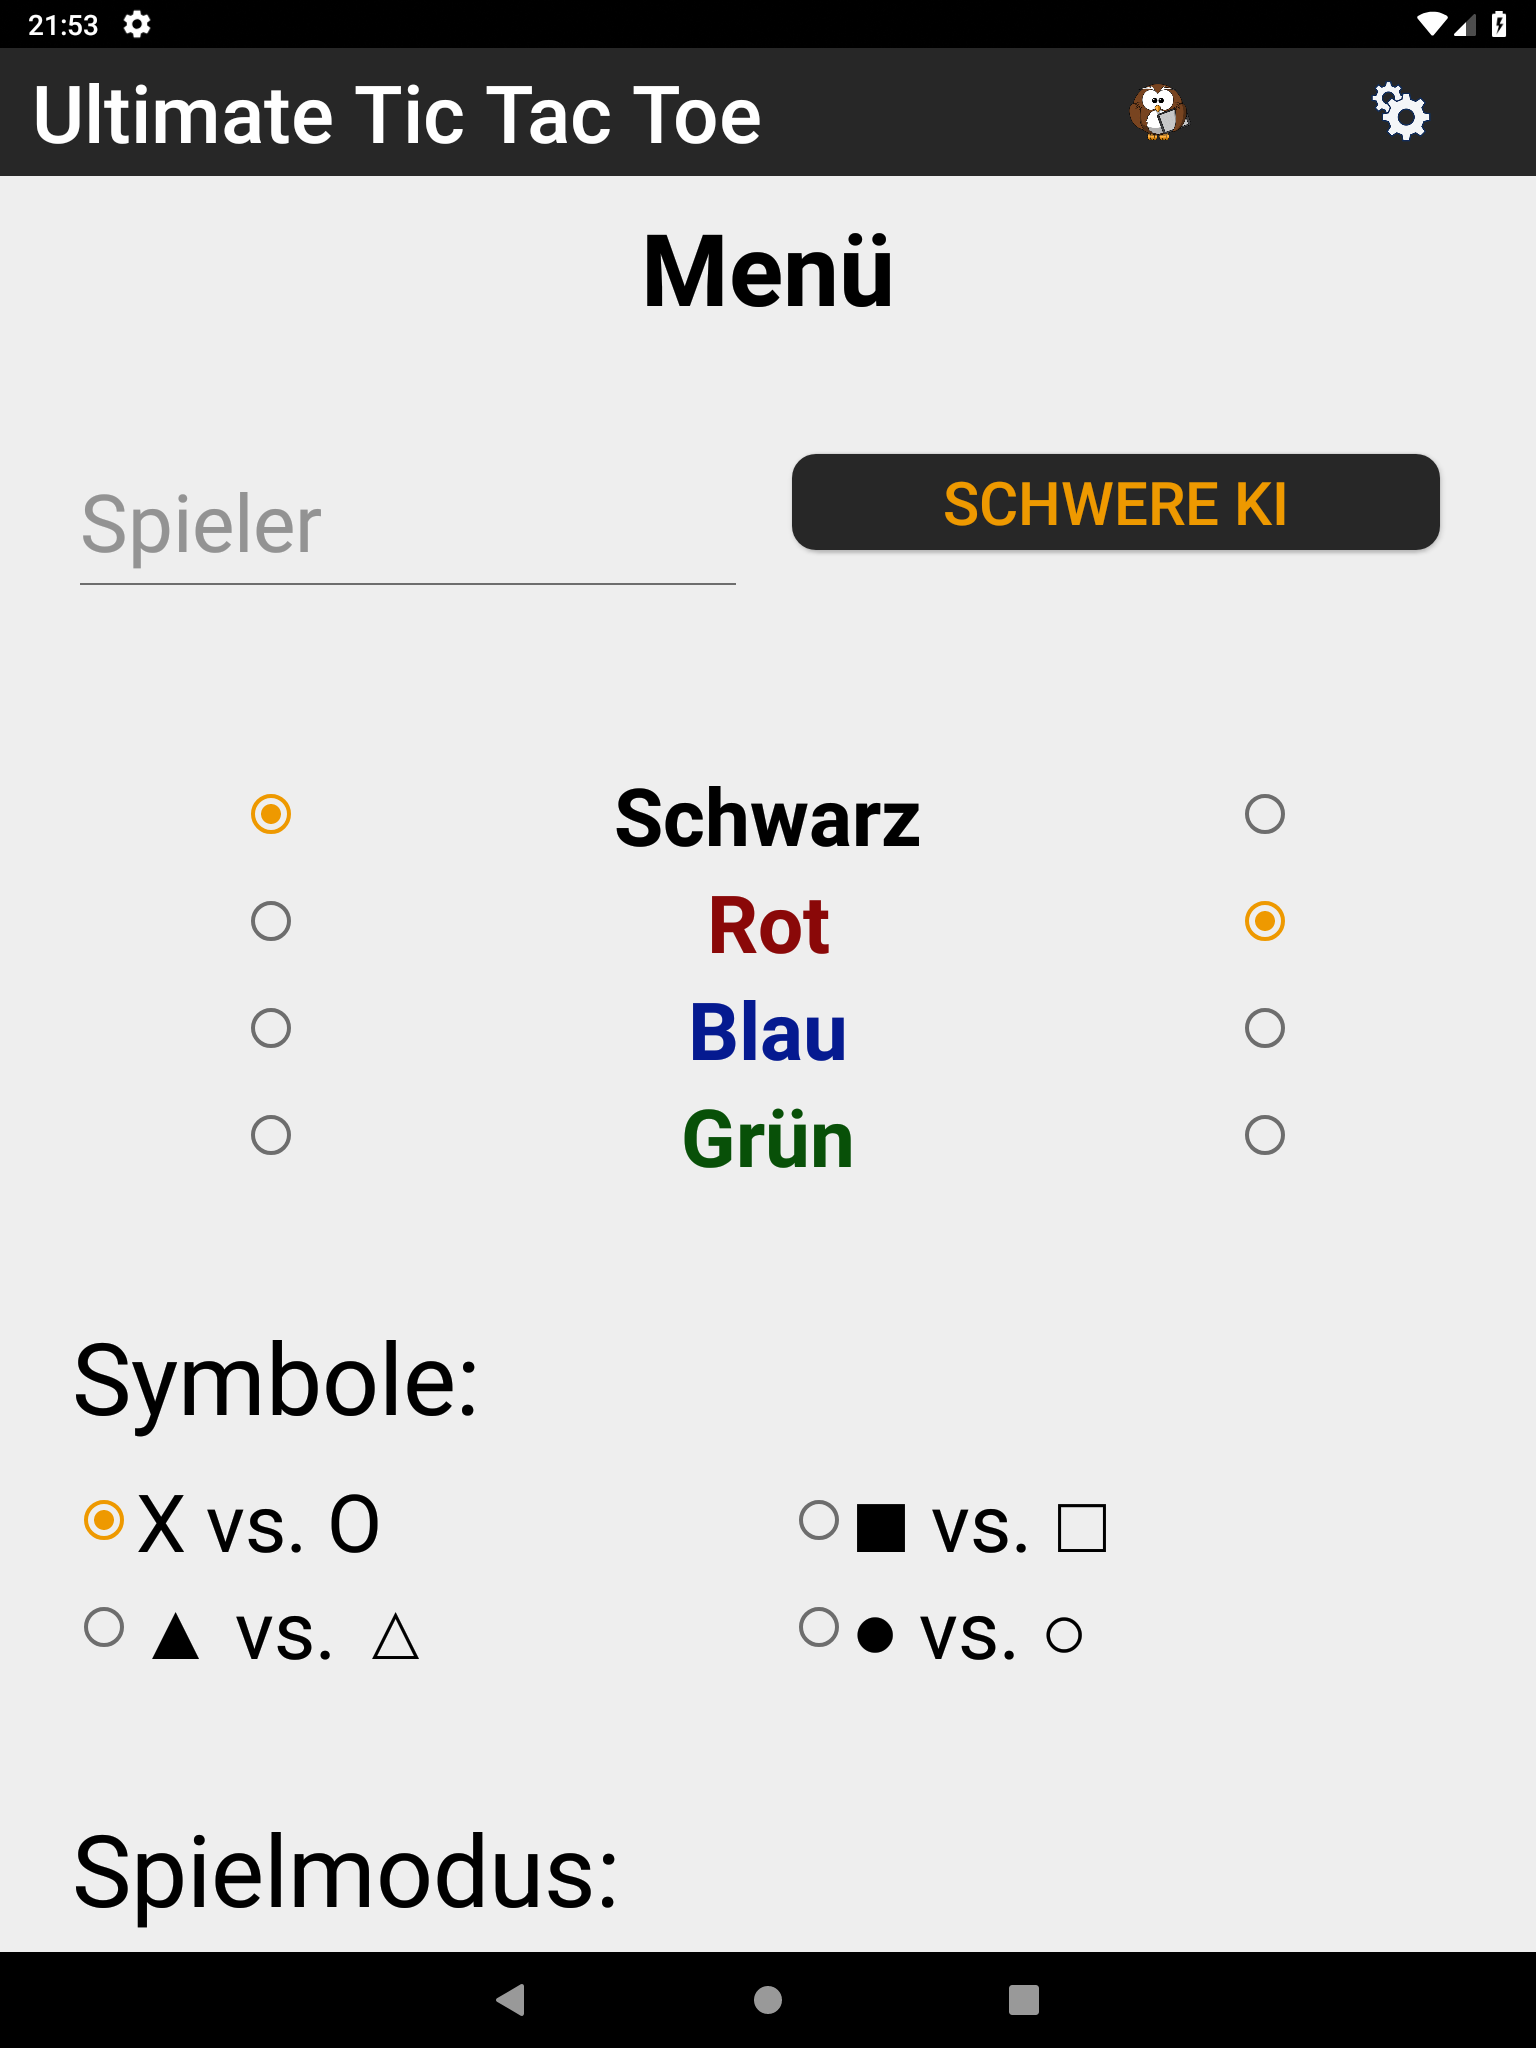 21:53
Ultimate Tic Tac Toe
Menü
Spieler
SCHWERE KI
Schwarz
Rot
Blau
Grün
Symbole:
X vs. O
■ vs. □
▲ vs. △
● vs. ○
Spielmodus: